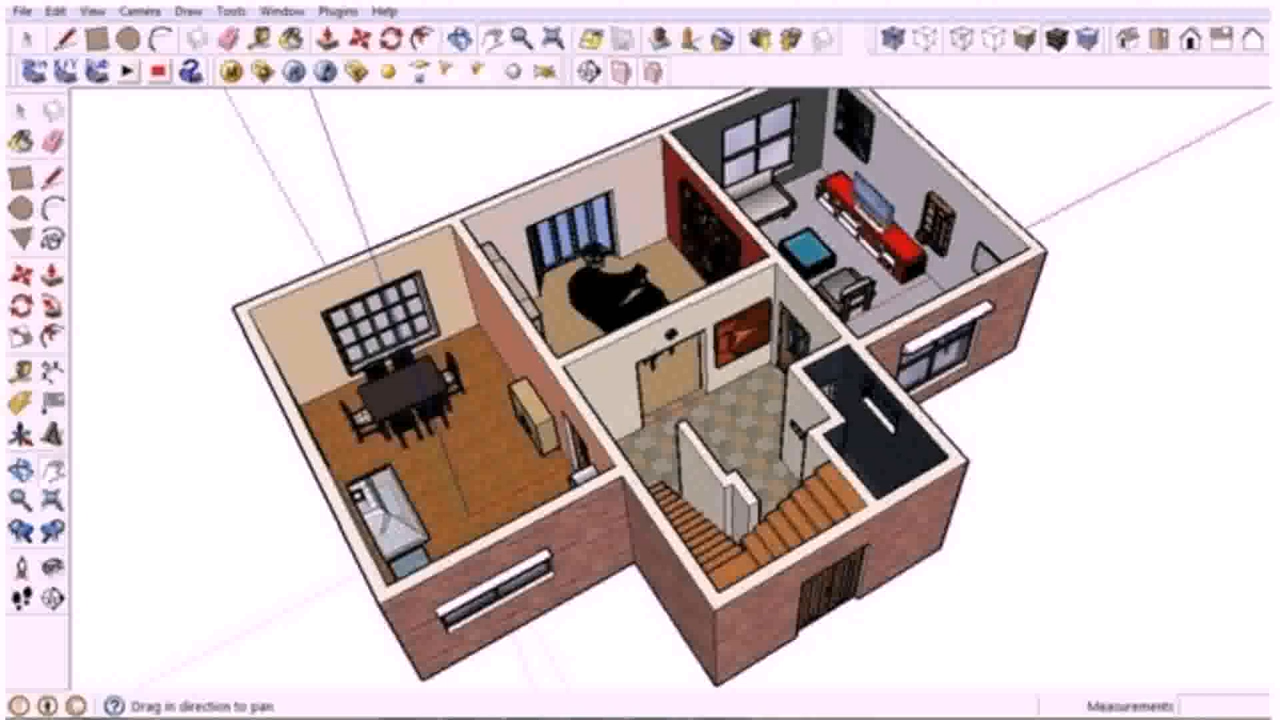 File Edit View Camera Draw Tools Window Plugins Help
Drag in direction to pan
Measurements